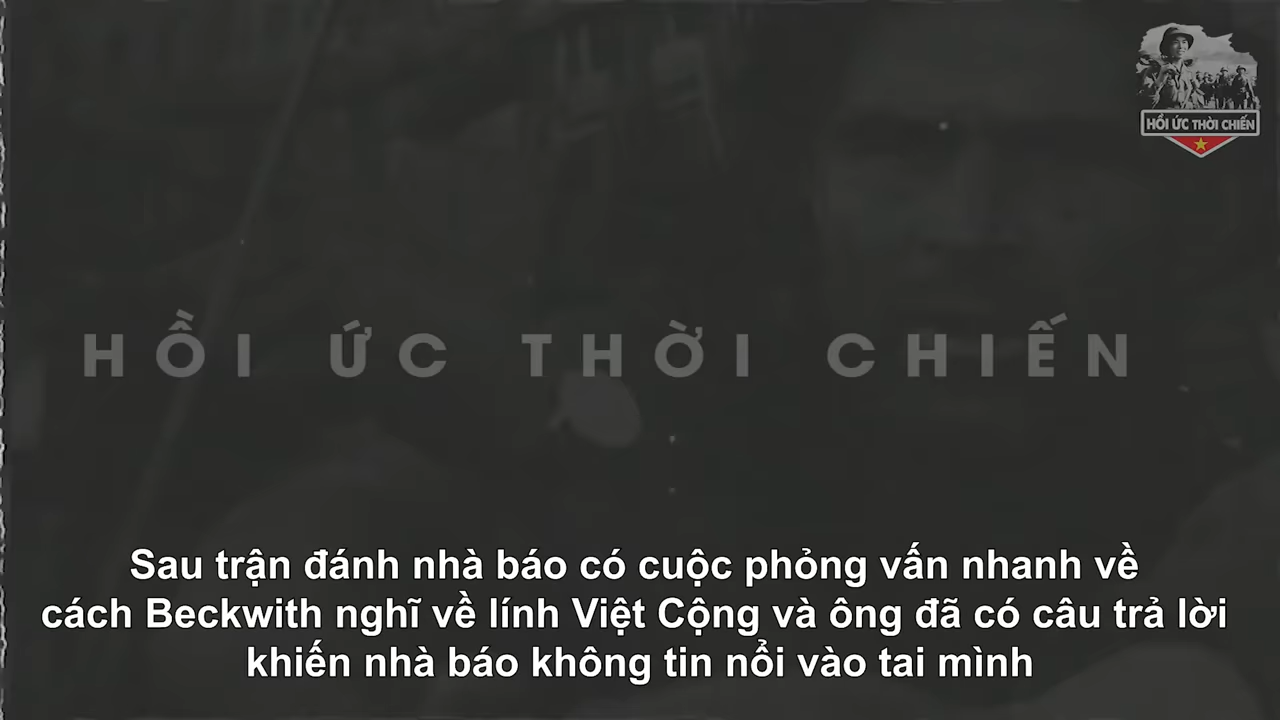 HỒI ỨC THỜI CHIẾN
HỒI ỨC THỜI CHIẾN
Sau trận đánh nhà báo có cuộc phỏng vấn nhanh về
cách Beckwith nghĩ về lính Việt Cộng và ông đã có câu trả lời
khiến nhà báo không tin nổi vào tai mình